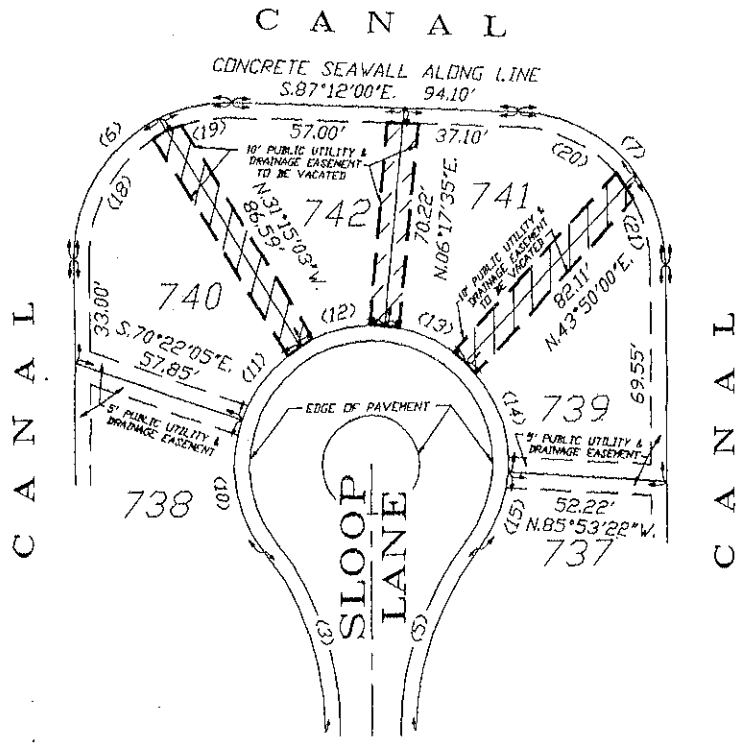 CANAL
CONCRETE SEAWALL ALONG LINE
S.87°12'00"E. 94.10'
(6)
(19)
57.00'
37.10'
(20)
(7)
(18)
10' PUBLIC UTILITY &
DRAINAGE EASEMENT
TO BE VACATED
742
741
N.31°15'03"W.
86.59'
70.22'
N.06°17'35"E.
10' PUBLIC UTILITY &
DRAINAGE EASEMENT
TO BE VACATED
(21)
82.11'
N.43°50'00"E.
740
33.00'
S.70°22'05"E.
57.85'
(11)
(12)
(13)
(14)
739
69.55'
CANAL
CANAL
5' PUBLIC UTILITY &
DRAINAGE EASEMENT
EDGE OF PAVEMENT
5' PUBLIC UTILITY &
DRAINAGE EASEMENT
738
(10)
(15)
52.22'
N.85°53'22"W.
737
SLOOP
LANE
(3)
(5)